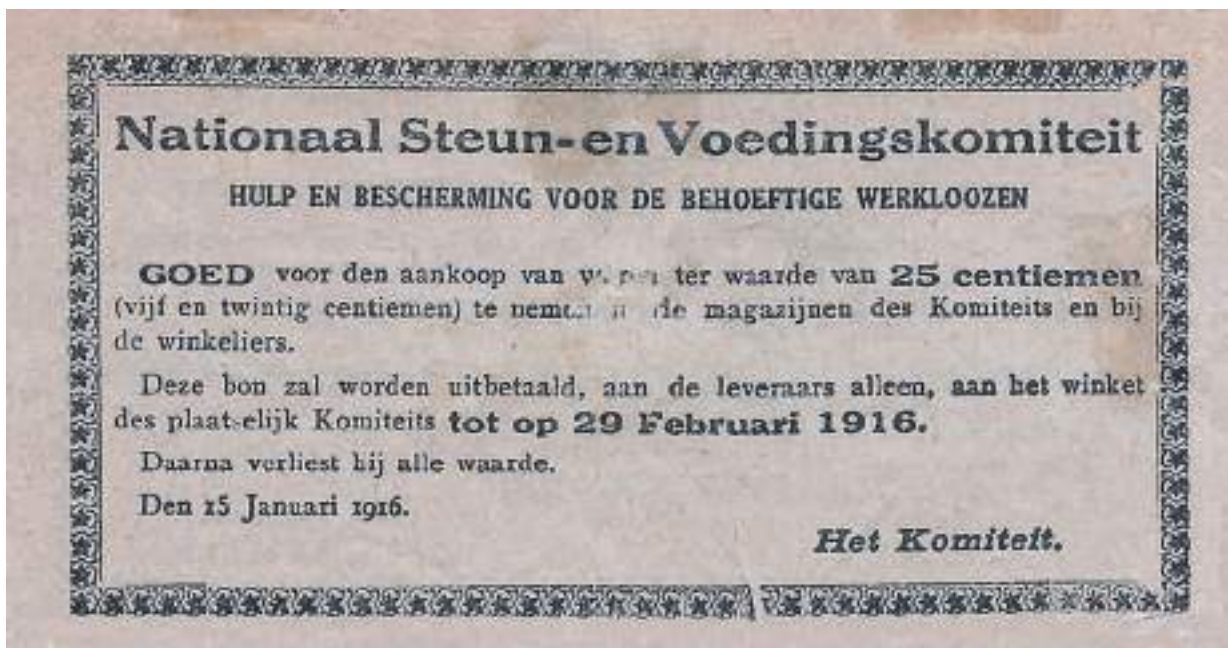 Nationaal Steun- en Voedingskomiteit
HULP EN BESCHERMING VOOR DE BEHOEFTIGE WERKLOOZEN
GOED voor den aankoop van ter waarde van 25 centiemen
(vijf en twintig centiemen) te de magazijnen des Komiteits en bij
de winkeliers.
Deze bon zal worden uitbetaald, aan de leveraars alleen, aan het winket
des plaatselijk Komiteits tot op 29 Februari 1916.
Daarna verliest hij alle waarde.
Den 15 Januari 1916.
Het Komiteit.